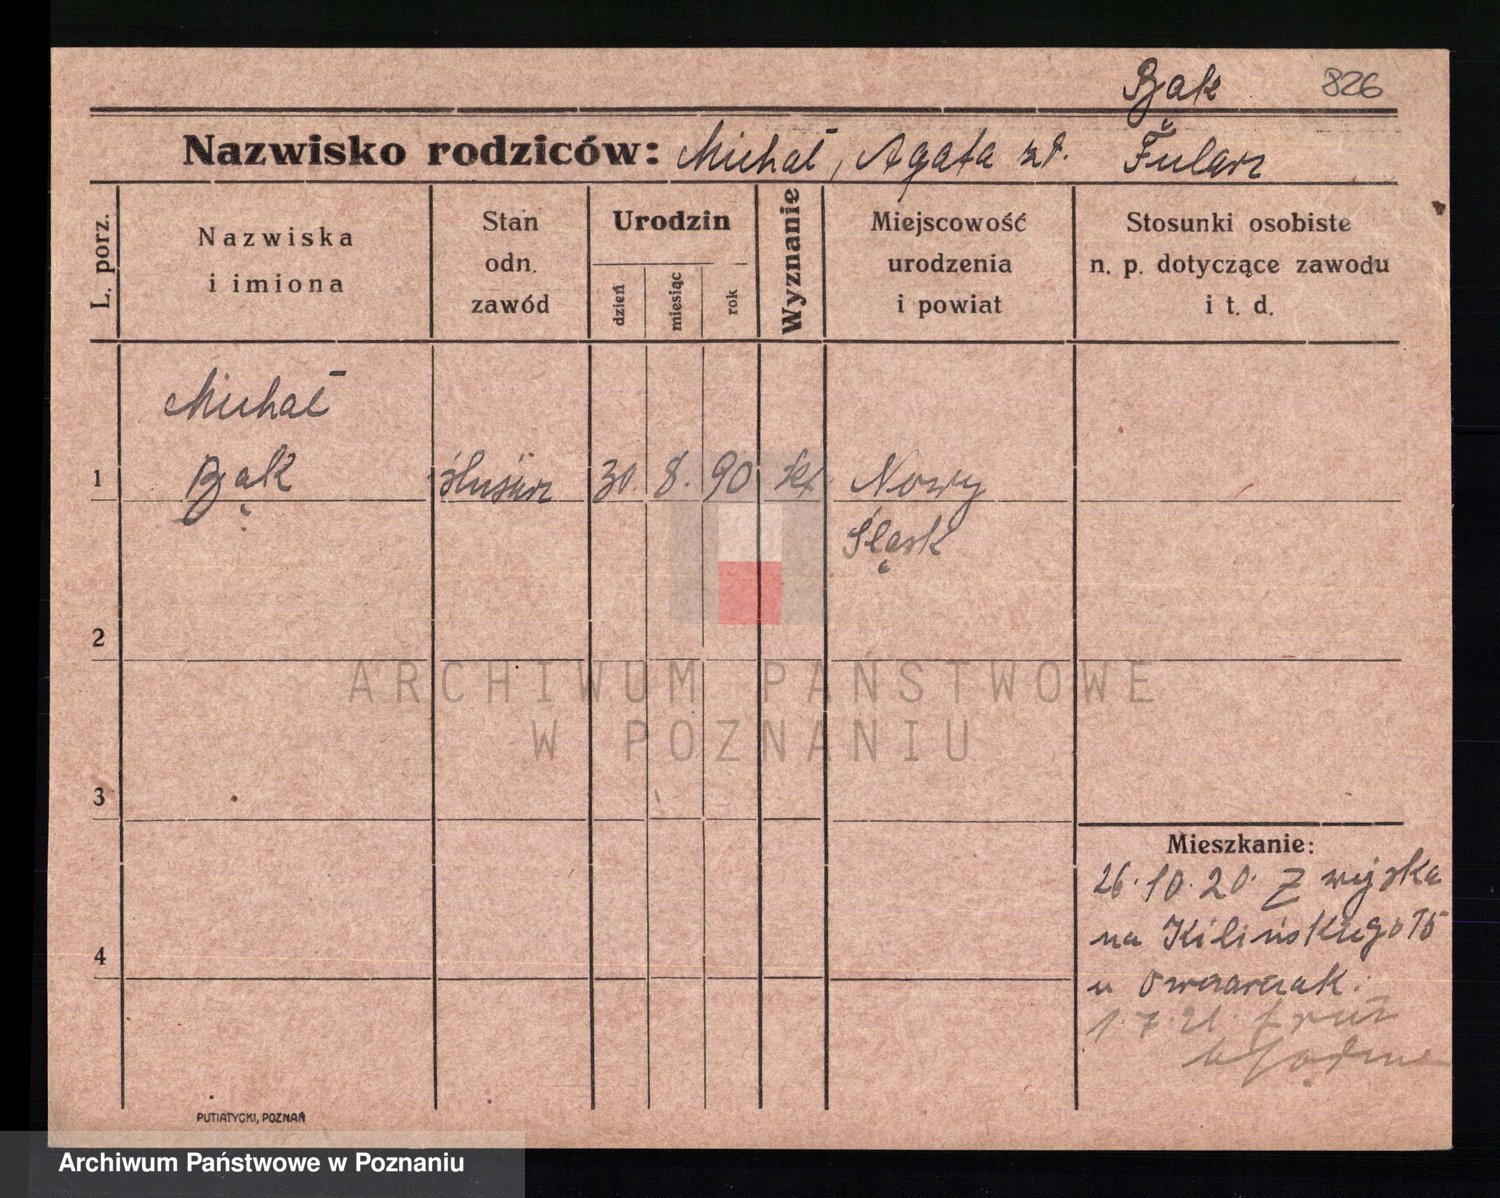 Bąk 826
Nazwisko rodziców: Michał, Agata zd. Fularz
L. porz.
Nazwiska
i imiona
Stan
odn.
zawód
Urodzin
dzień
miesiąc
rok
Wyznanie
Miejscowość
urodzenia
i powiat
Stosunki osobiste
n. p. dotyczące zawodu
i t. d.
Michał
1 Bąk ślusarz 30. 8. 90 kt. Nowy
Śląsk
2
3
Mieszkanie:
26.10.20. Z wojska
na Kilińskiego
4
u Owczarczak.
1.7.21.
PUTIATYCKI, POZNAŃ
ARCHIWUM PAŃSTWOWE
W POZNANIU
Archiwum Państwowe w Poznaniu